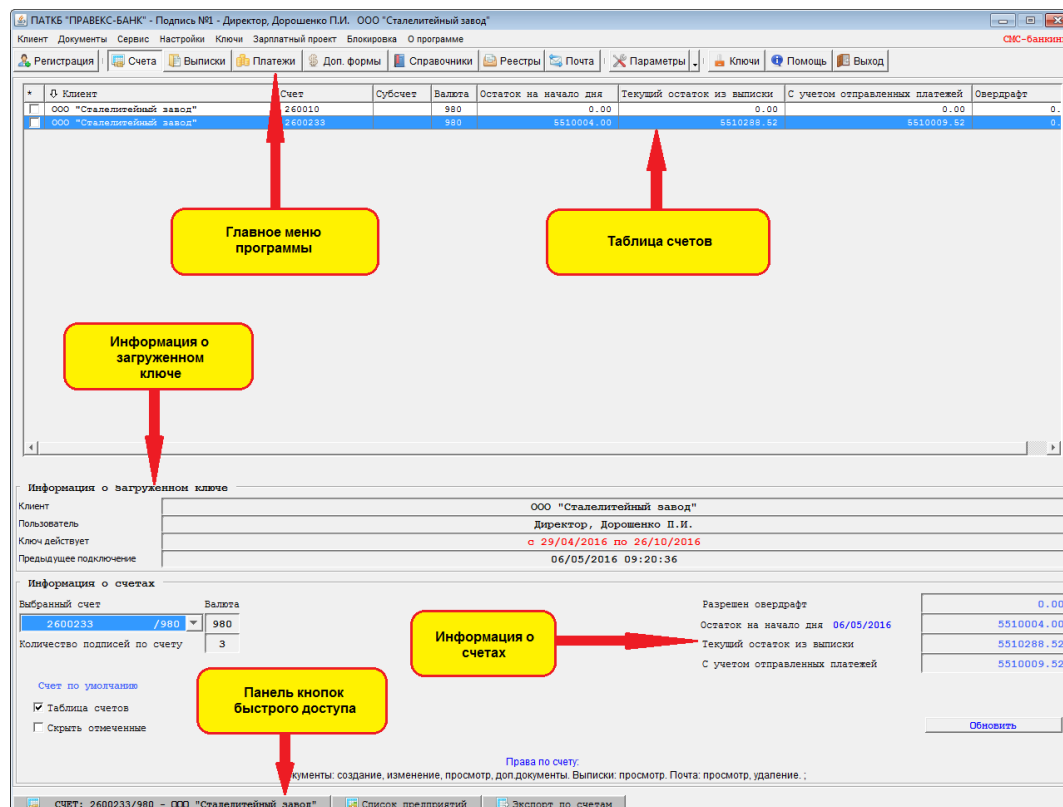 ПАТКБ "ПРАВЕКС-БАНК" - Подпись №1 - Директор, Дорошенко П.И. ООО "Сталелитейный завод"
Клиент Документы Сервис Настройки Ключи Зарплатный проект Блокировка О программе СМС-банкинг
Регистрация Счета Выписки Платежи Доп. формы Справочники Реестры Почта Параметры Ключи Помощь Выход
* Клиент Счет Субсчет Валюта Остаток на начало дня Текущий остаток из выписки С учетом отправленных платежей Овердрафт
ООО "Сталелитейный завод" 260010 980 0.00 0.00 0.00 0.
ООО "Сталелитейный завод" 2600233 980 5510004.00 5510288.52 5510009.52 0.
Главное меню программы
Таблица счетов
Информация о загруженном ключе
Информация о загруженном ключе
Клиент ООО "Сталелитейный завод"
Пользователь Директор, Дорошенко П.И.
Ключ действует с 29/04/2016 по 26/10/2016
Предыдущее подключение 06/05/2016 09:20:36
Информация о счетах
Выбранный счет Валюта Разрешен овердрафт 0.00
2600233 /980 980 Остаток на начало дня 06/05/2016 5510004.00
Количество подписей по счету 3 Текущий остаток из выписки 5510288.52
С учетом отправленных платежей 5510009.52
Информация о счетах
Счет по умолчанию
Панель кнопок быстрого доступа
Таблица счетов
Скрыть отмеченные Обновить
Права по счету:
кументы: создание, изменение, просмотр, доп.документы. Выписки: просмотр. Почта: просмотр, удаление. ;
СЧЕТ: 2600233/980 - ООО "Сталелитейный завод" Список предприятий Экспорт по счетам